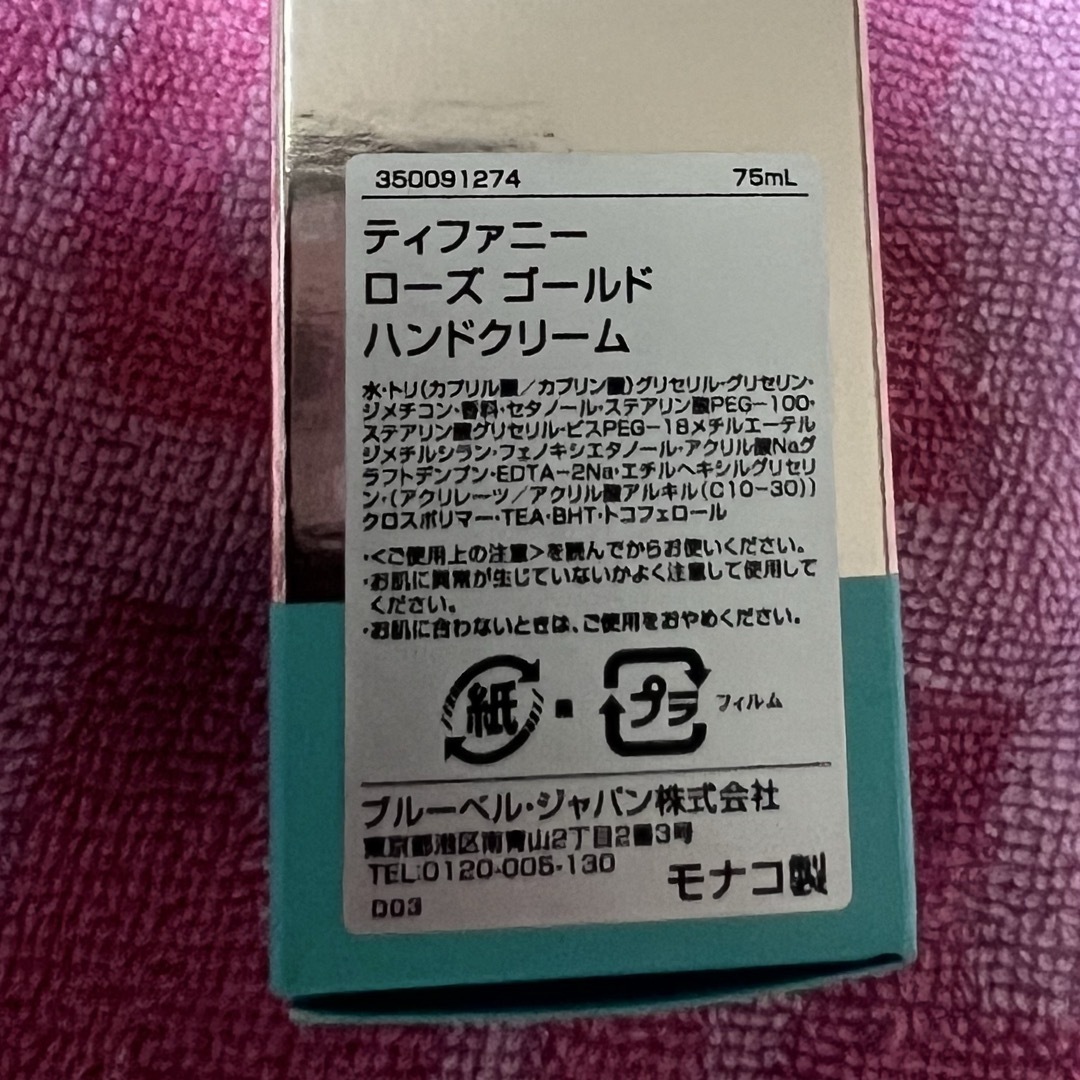 350091274 75mL
ティファニー
ローズ ゴールド
ハンドクリーム
水・トリ(カプリル酸/カプリン酸)グリセリル・グリセリン・
ジメチコン・香料・セタノール・ステアリン酸PEG-100・
ステアリン酸グリセリル・ビスPEG-18メチルエーテル
ジメチルシラン・フェノキシエタノール・アクリル酸Naグ
ラフトデンプン・EDTA-2Na・エチルヘキシルグリセリ
ン・(アクリレーツ/アクリル酸アルキル(C10-30))
クロスポリマー・TEA・BHT・トコフェロール
・<ご使用上の注意>を読んでからお使いください。
・お肌に異常が生じていないかよく注意して使用して
ください。
・お肌に合わないときは、ご使用をおやめください。
紙・プラ フィルム
ブルーベル・ジャパン株式会社
東京都港区南青山2丁目2番3号
TEL:0120-005-130
モナコ製
D03